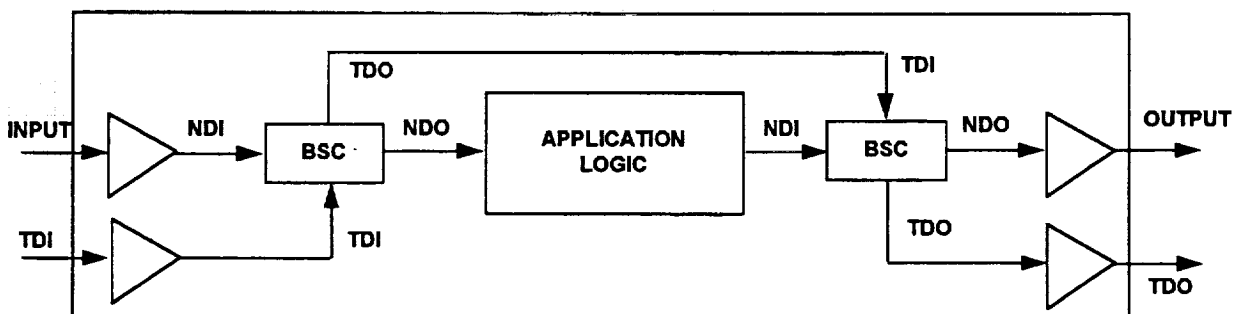 TDO
TDI
INPUT
NDI
BSC
NDO
APPLICATION
LOGIC
NDI
BSC
NDO
OUTPUT
TDI
TDI
TDO
TDO